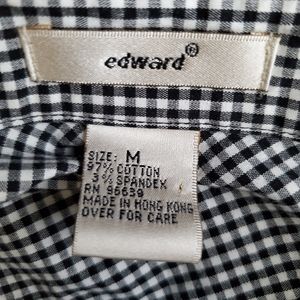 edward®
SIZE: M
97% COTTON
3% SPANDEX
RN 96639
MADE IN HONG KONG
OVER FOR CARE